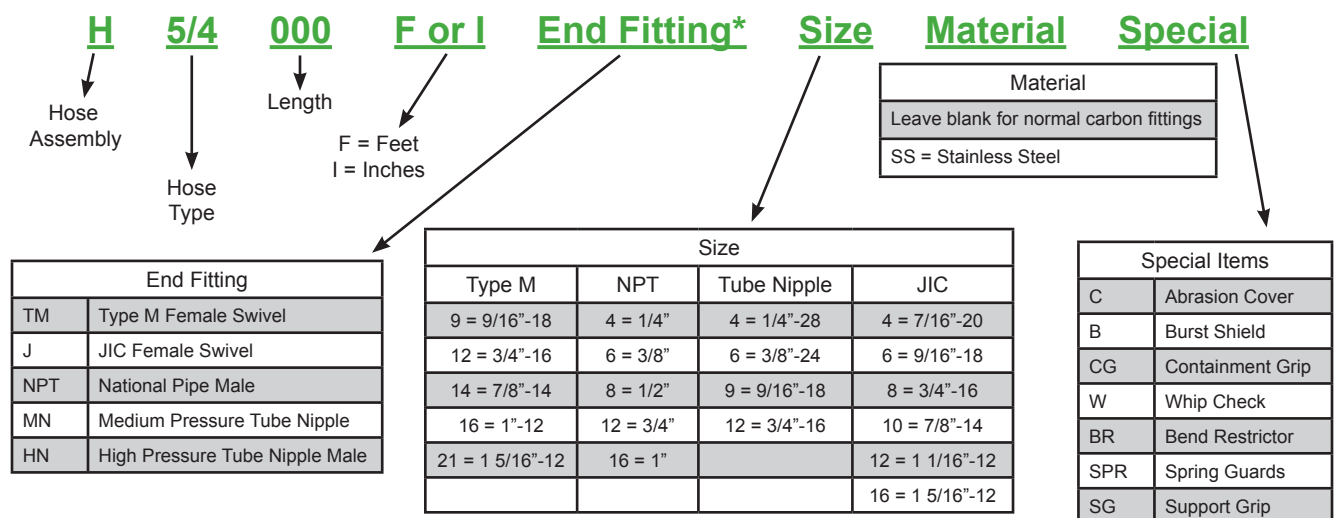 H 5/4 000 F or I End Fitting* Size Material Special
Hose
Assembly
Hose
Type
Length
F = Feet
I = Inches
Material
Leave blank for normal carbon fittings
SS = Stainless Steel
End Fitting
TM Type M Female Swivel
J JIC Female Swivel
NPT National Pipe Male
MN Medium Pressure Tube Nipple
HN High Pressure Tube Nipple Male
Size
Type M NPT Tube Nipple JIC
9 = 9/16”-18 4 = 1/4” 4 = 1/4”-28 4 = 7/16”-20
12 = 3/4”-16 6 = 3/8” 6 = 3/8”-24 6 = 9/16”-18
14 = 7/8”-14 8 = 1/2” 9 = 9/16”-18 8 = 3/4”-16
16 = 1”-12 12 = 3/4” 12 = 3/4”-16 10 = 7/8”-14
21 = 1 5/16”-12 16 = 1” 12 = 1 1/16”-12
16 = 1 5/16”-12
Special Items
C Abrasion Cover
B Burst Shield
CG Containment Grip
W Whip Check
BR Bend Restrictor
SPR Spring Guards
SG Support Grip